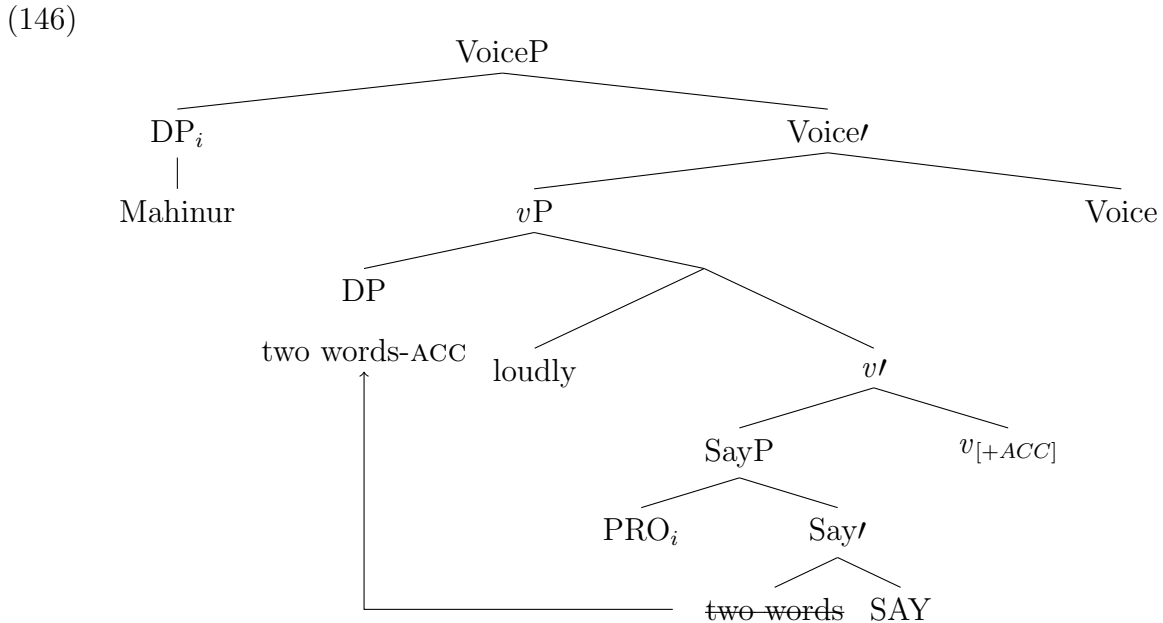 (146)
VoiceP
DPᵢ Voice′
Mahinur vP Voice
DP
two words-ACC loudly v′
SayP v[+ACC]
PROᵢ Say′
two words SAY